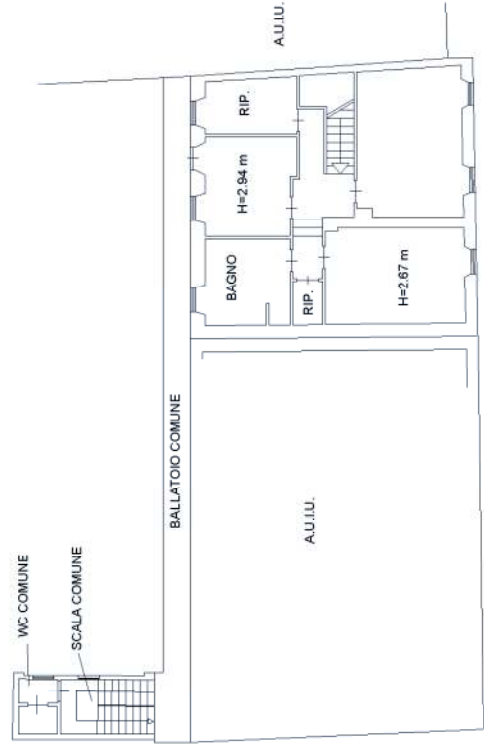 A.U.I.U.
RIP.
H=2.94 m
BAGNO
RIP.
H=2.67 m
BALLATOIO COMUNE
A.U.I.U.
WC COMUNE
SCALA COMUNE